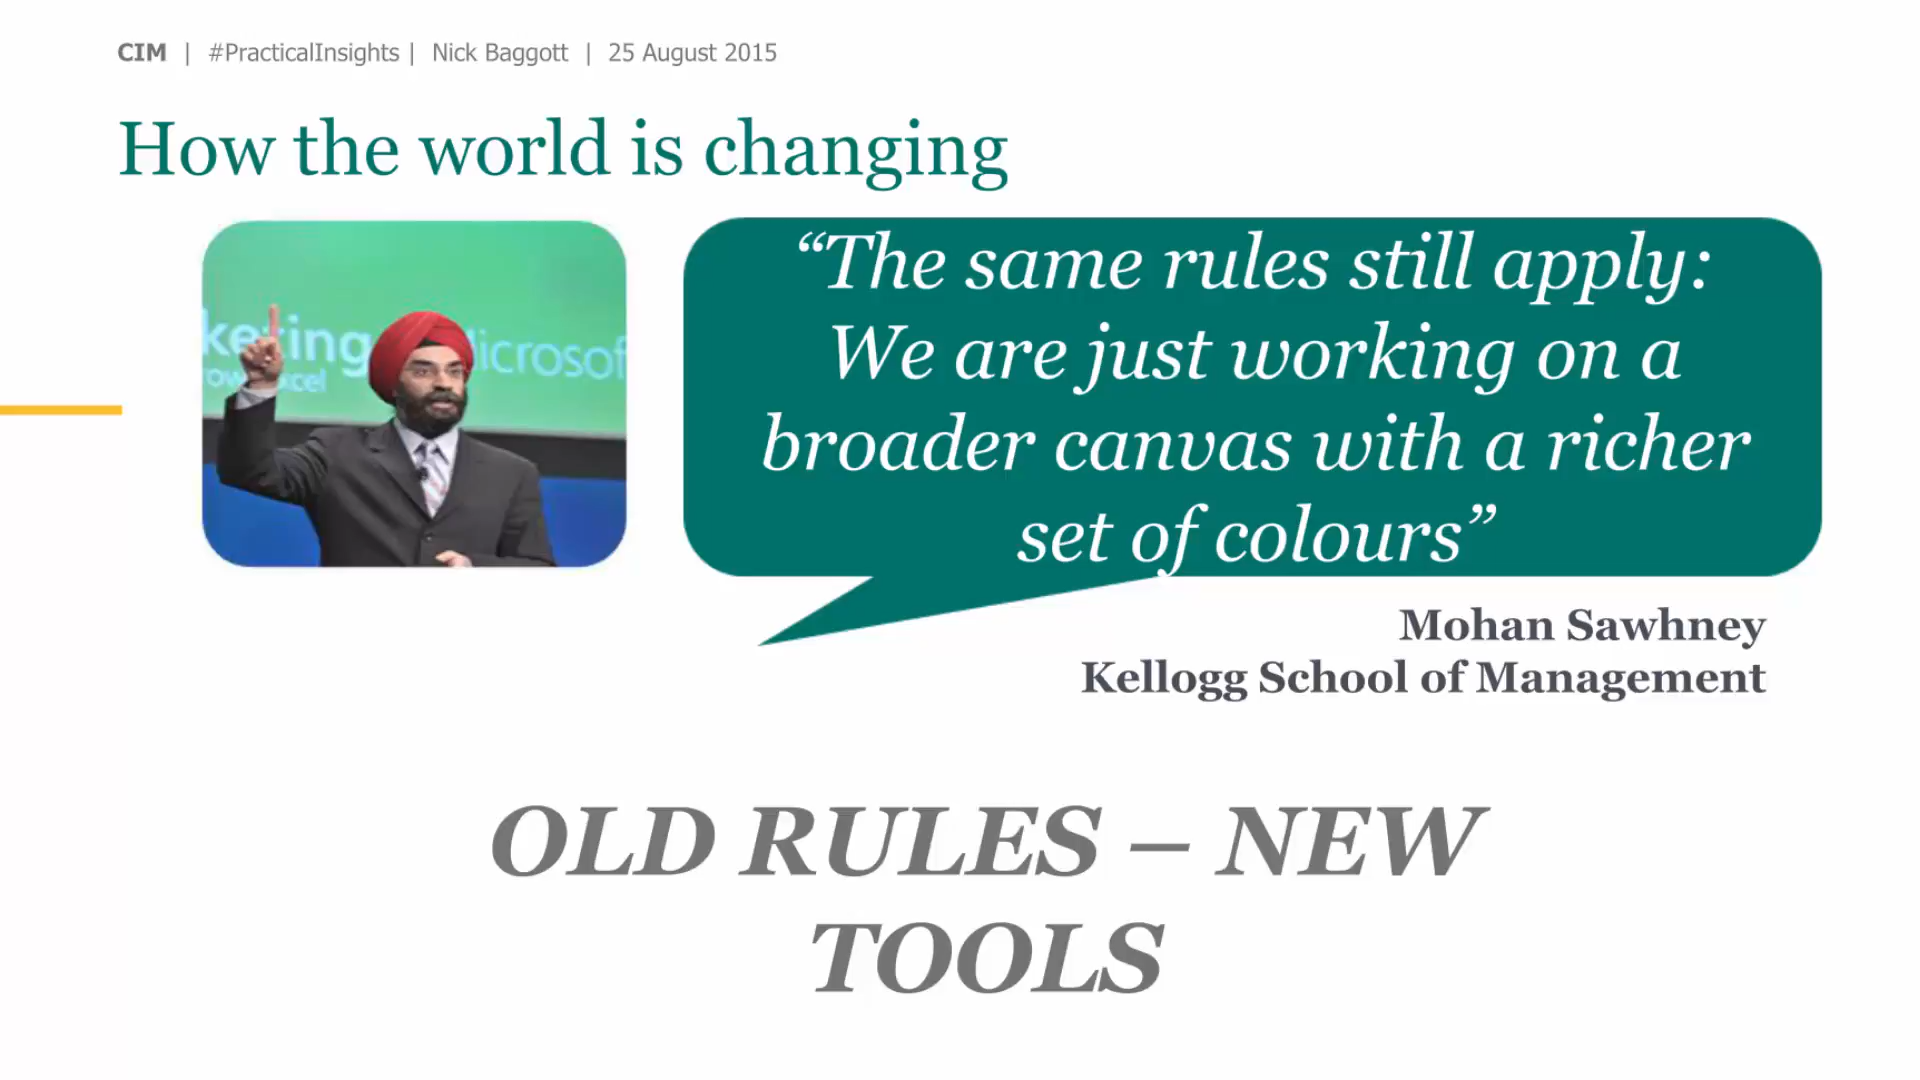 CIM | #PracticalInsights | Nick Baggott | 25 August 2015
How the world is changing
keting
icrosof
“The same rules still apply:
We are just working on a
broader canvas with a richer
set of colours”
Mohan Sawhney
Kellogg School of Management
OLD RULES – NEW
TOOLS